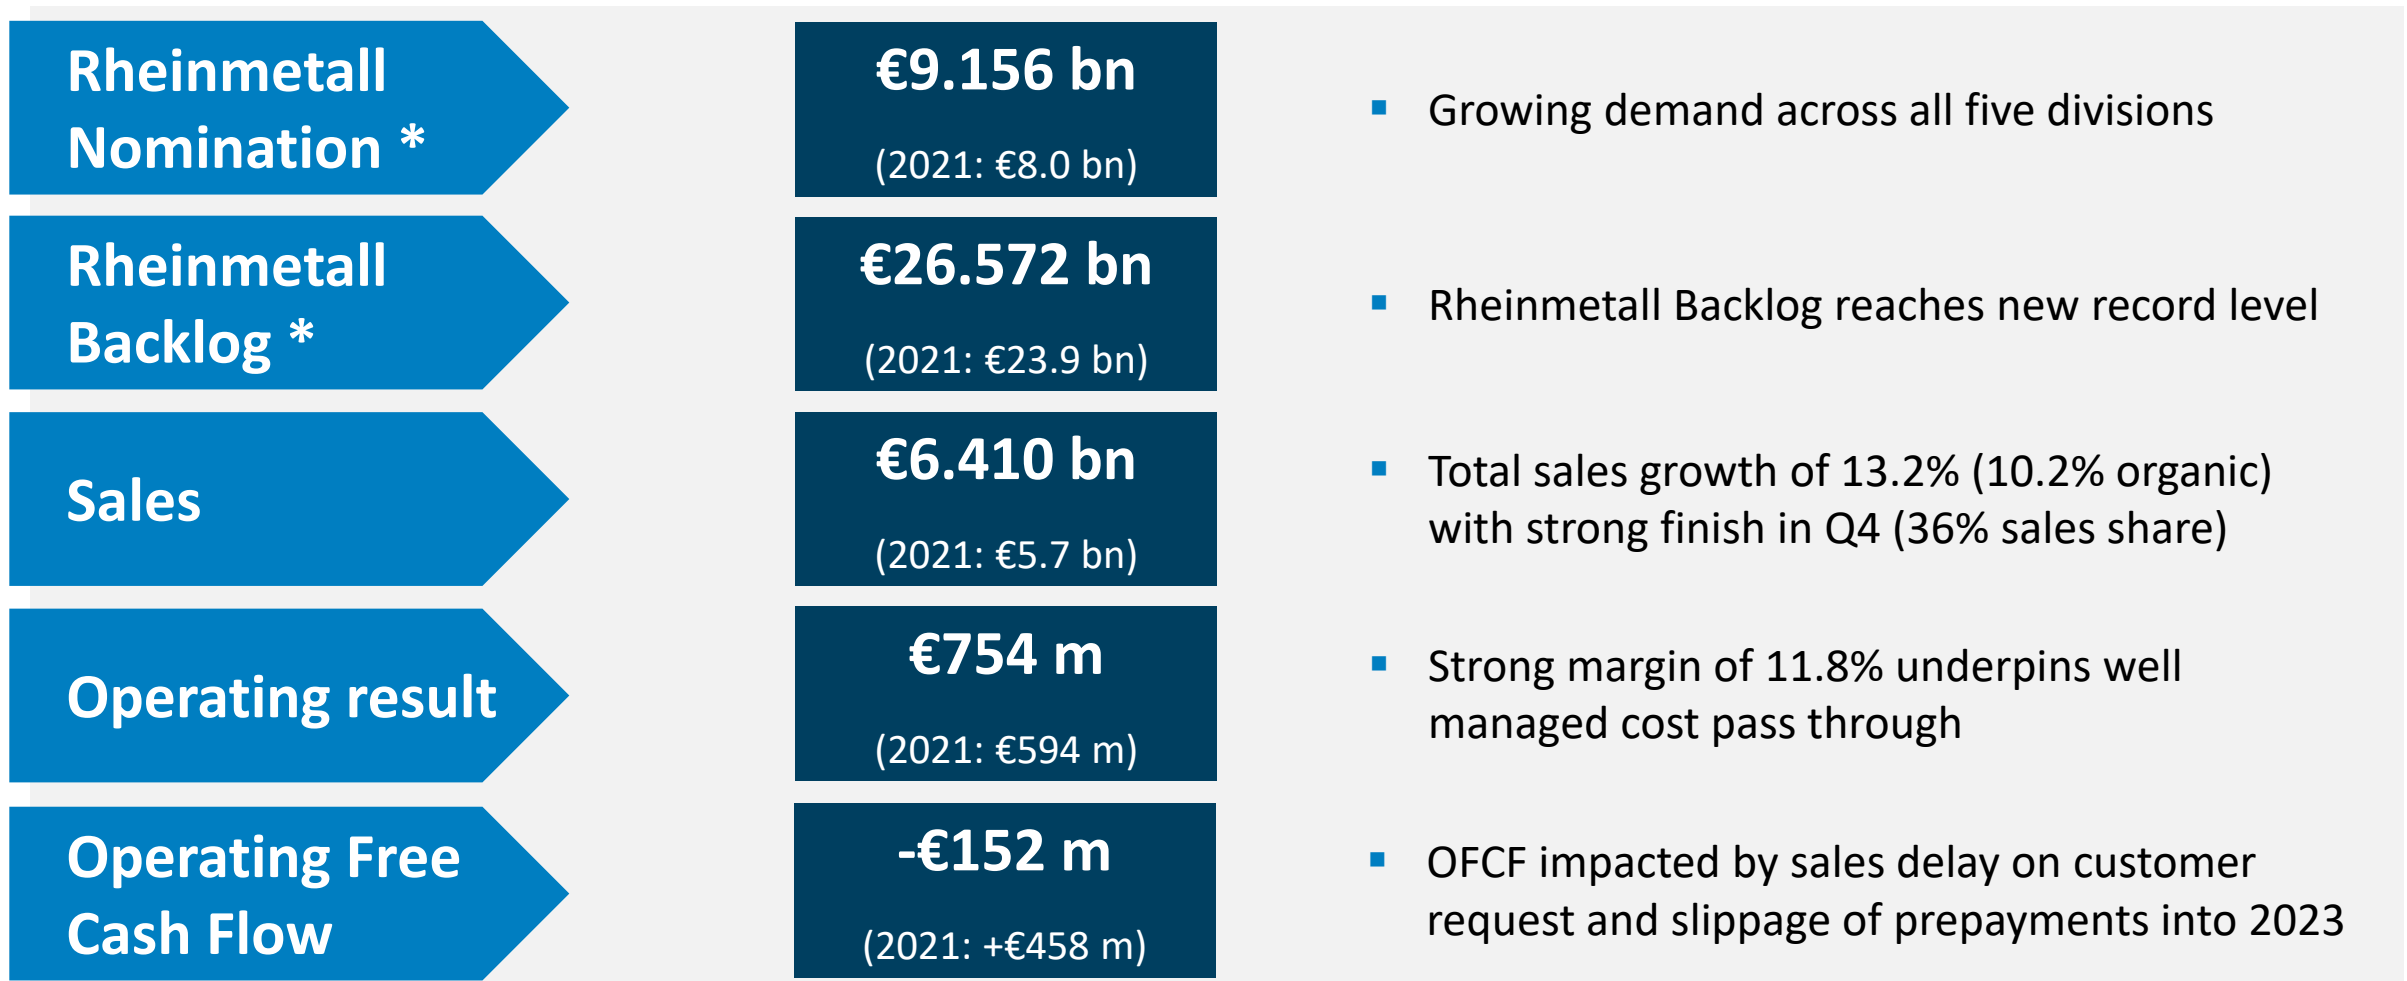 Rheinmetall
Nomination *
€9.156 bn
(2021: €8.0 bn)
▪ Growing demand across all five divisions
Rheinmetall
Backlog *
€26.572 bn
(2021: €23.9 bn)
▪ Rheinmetall Backlog reaches new record level
Sales
€6.410 bn
(2021: €5.7 bn)
▪ Total sales growth of 13.2% (10.2% organic)
with strong finish in Q4 (36% sales share)
Operating result
€754 m
(2021: €594 m)
▪ Strong margin of 11.8% underpins well
managed cost pass through
Operating Free
Cash Flow
-€152 m
(2021: +€458 m)
▪ OFCF impacted by sales delay on customer
request and slippage of prepayments into 2023